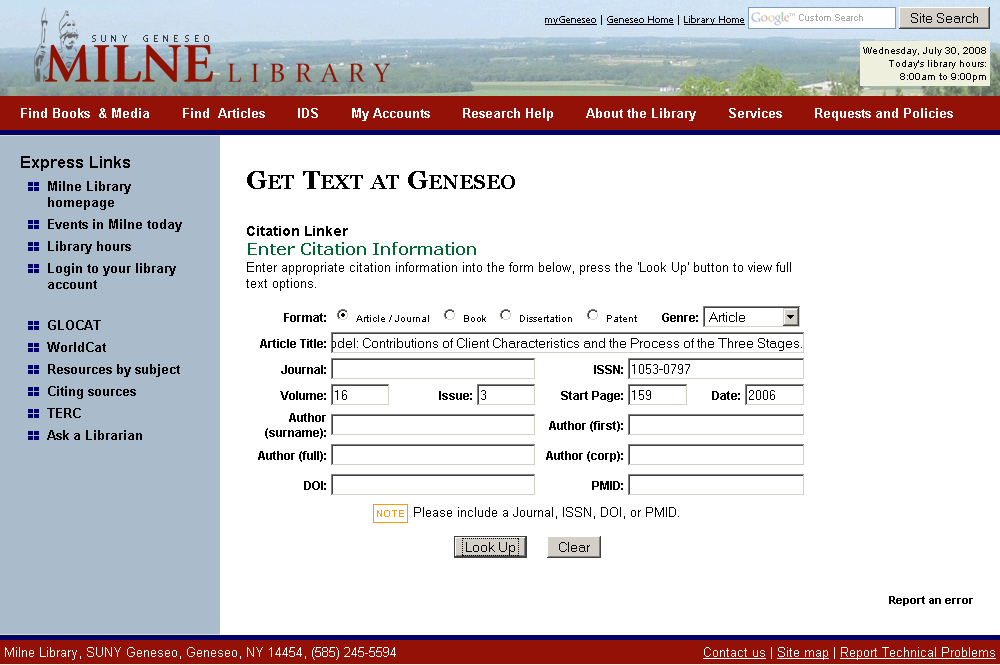 myGeneseo | Geneseo Home | Library Home Google™ Custom Search Site Search
SUNY GENESEO
MILNE LIBRARY
Wednesday, July 30, 2008
Today's library hours:
8:00am to 9:00pm
Find Books & Media Find Articles IDS My Accounts Research Help About the Library Services Requests and Policies
Express Links
Milne Library
homepage
Events in Milne today
Library hours
Login to your library
account
GLOCAT
WorldCat
Resources by subject
Citing sources
TERC
Ask a Librarian
Get Text at Geneseo
Citation Linker
Enter Citation Information
Enter appropriate citation information into the form below, press the 'Look Up' button to view full
text options.
Format: Article / Journal Book Dissertation Patent Genre: Article
Article Title: odel: Contributions of Client Characteristics and the Process of the Three Stages.
Journal: ISSN: 1053-0797
Volume: 16 Issue: 3 Start Page: 159 Date: 2006
Author
(surname): Author (first):
Author (full): Author (corp):
DOI: PMID:
NOTE Please include a Journal, ISSN, DOI, or PMID.
Look Up Clear
Report an error
Milne Library, SUNY Geneseo, Geneseo, NY 14454, (585) 245-5594 Contact us | Site map | Report Technical Problems